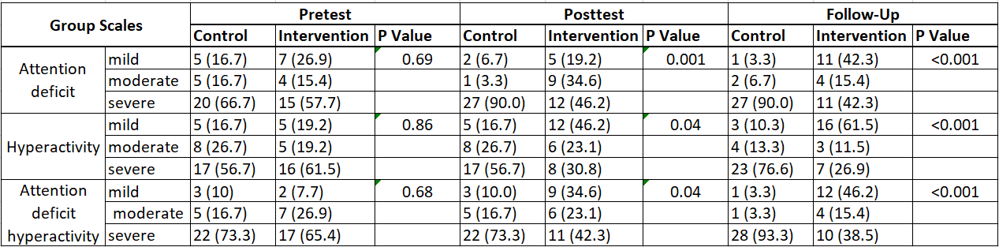 Group Scales Pretest Posttest Follow-Up
Control Intervention P Value Control Intervention P Value Control Intervention P Value
Attention deficit mild 5 (16.7) 7 (26.9) 0.69 2 (6.7) 5 (19.2) 0.001 1 (3.3) 11 (42.3) <0.001
moderate 5 (16.7) 4 (15.4) 1 (3.3) 9 (34.6) 2 (6.7) 4 (15.4)
severe 20 (66.7) 15 (57.7) 27 (90.0) 12 (46.2) 27 (90.0) 11 (42.3)
Hyperactivity mild 5 (16.7) 5 (19.2) 0.86 5 (16.7) 12 (46.2) 0.04 3 (10.3) 16 (61.5) <0.001
moderate 8 (26.7) 5 (19.2) 8 (26.7) 6 (23.1) 4 (13.3) 3 (11.5)
severe 17 (56.7) 16 (61.5) 17 (56.7) 8 (30.8) 23 (76.6) 7 (26.9)
Attention deficit hyperactivity mild 3 (10) 2 (7.7) 0.68 3 (10.0) 9 (34.6) 0.04 1 (3.3) 12 (46.2) <0.001
moderate 5 (16.7) 7 (26.9) 5 (16.7) 6 (23.1) 1 (3.3) 4 (15.4)
severe 22 (73.3) 17 (65.4) 22 (73.3) 11 (42.3) 28 (93.3) 10 (38.5)